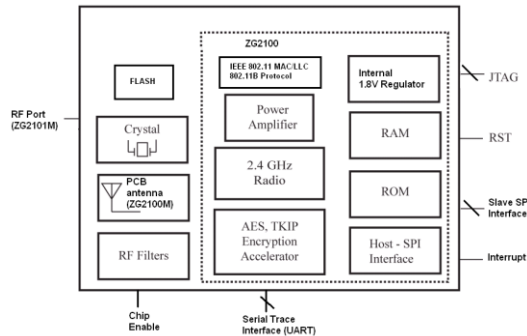 ZG2100
IEEE 802.11 MAC/LLC
802.11B Protocol
FLASH
Internal
1.8V Regulator
JTAG
RF Port
(ZG2101M)
Power
Amplifier
Crystal
RAM
RST
2.4 GHz
Radio
PCB
antenna
(ZG2100M)
ROM
Slave SP
Interface
AES, TKIP
Encryption
Accelerator
RF Filters
Host - SPI
Interface
Interrupt
Chip
Enable
Serial Trace
Interface (UART)